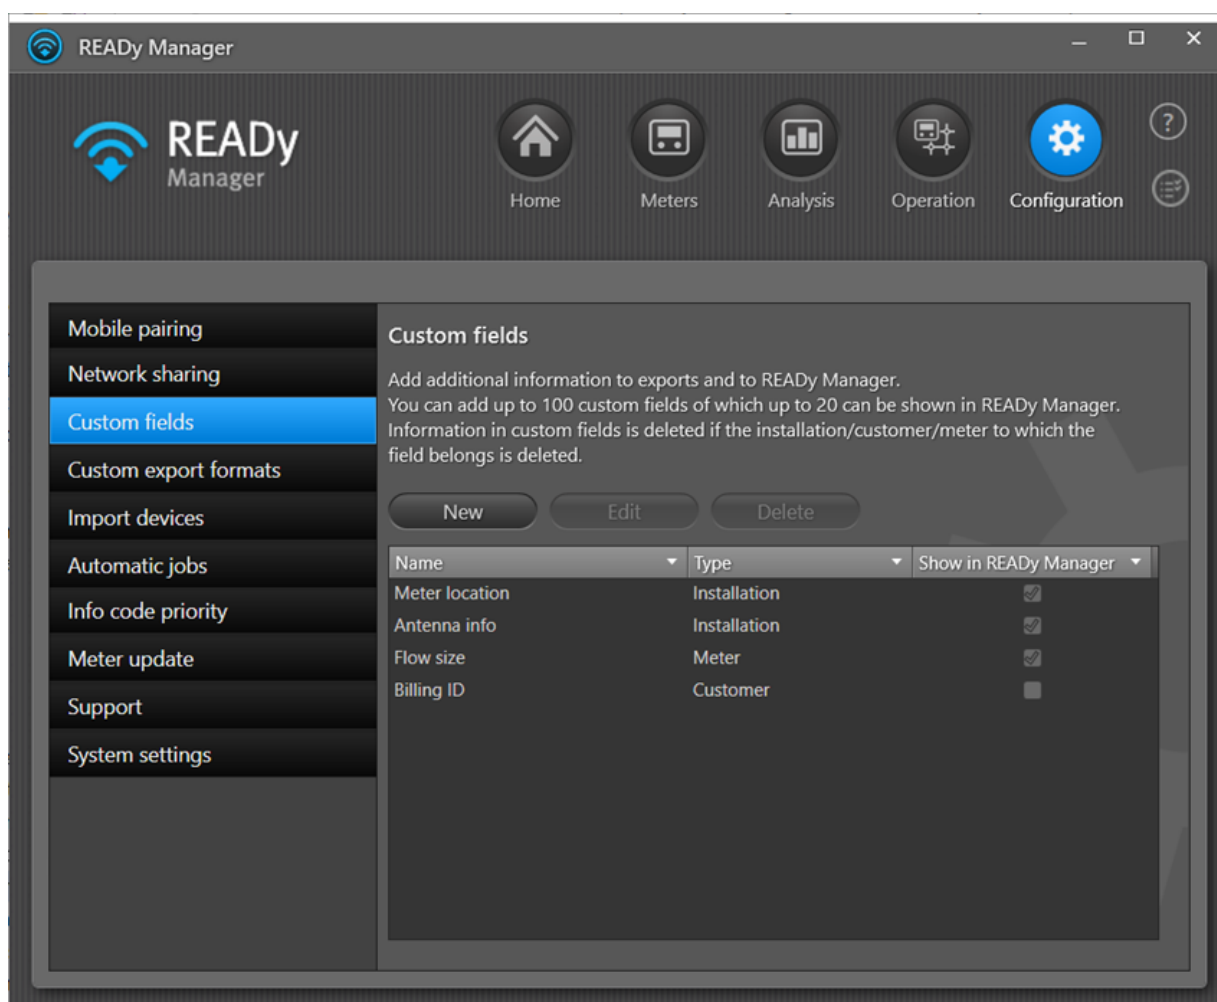 READy Manager
READy
Manager
?
Home
Meters
Analysis
Operation
Configuration
Mobile pairing
Network sharing
Custom fields
Custom export formats
Import devices
Automatic jobs
Info code priority
Meter update
Support
System settings
Custom fields
Add additional information to exports and to READy Manager.
You can add up to 100 custom fields of which up to 20 can be shown in READy Manager.
Information in custom fields is deleted if the installation/customer/meter to which the
field belongs is deleted.
New Edit Delete
Name Type Show in READy Manager
Meter location Installation
Antenna info Installation
Flow size Meter
Billing ID Customer